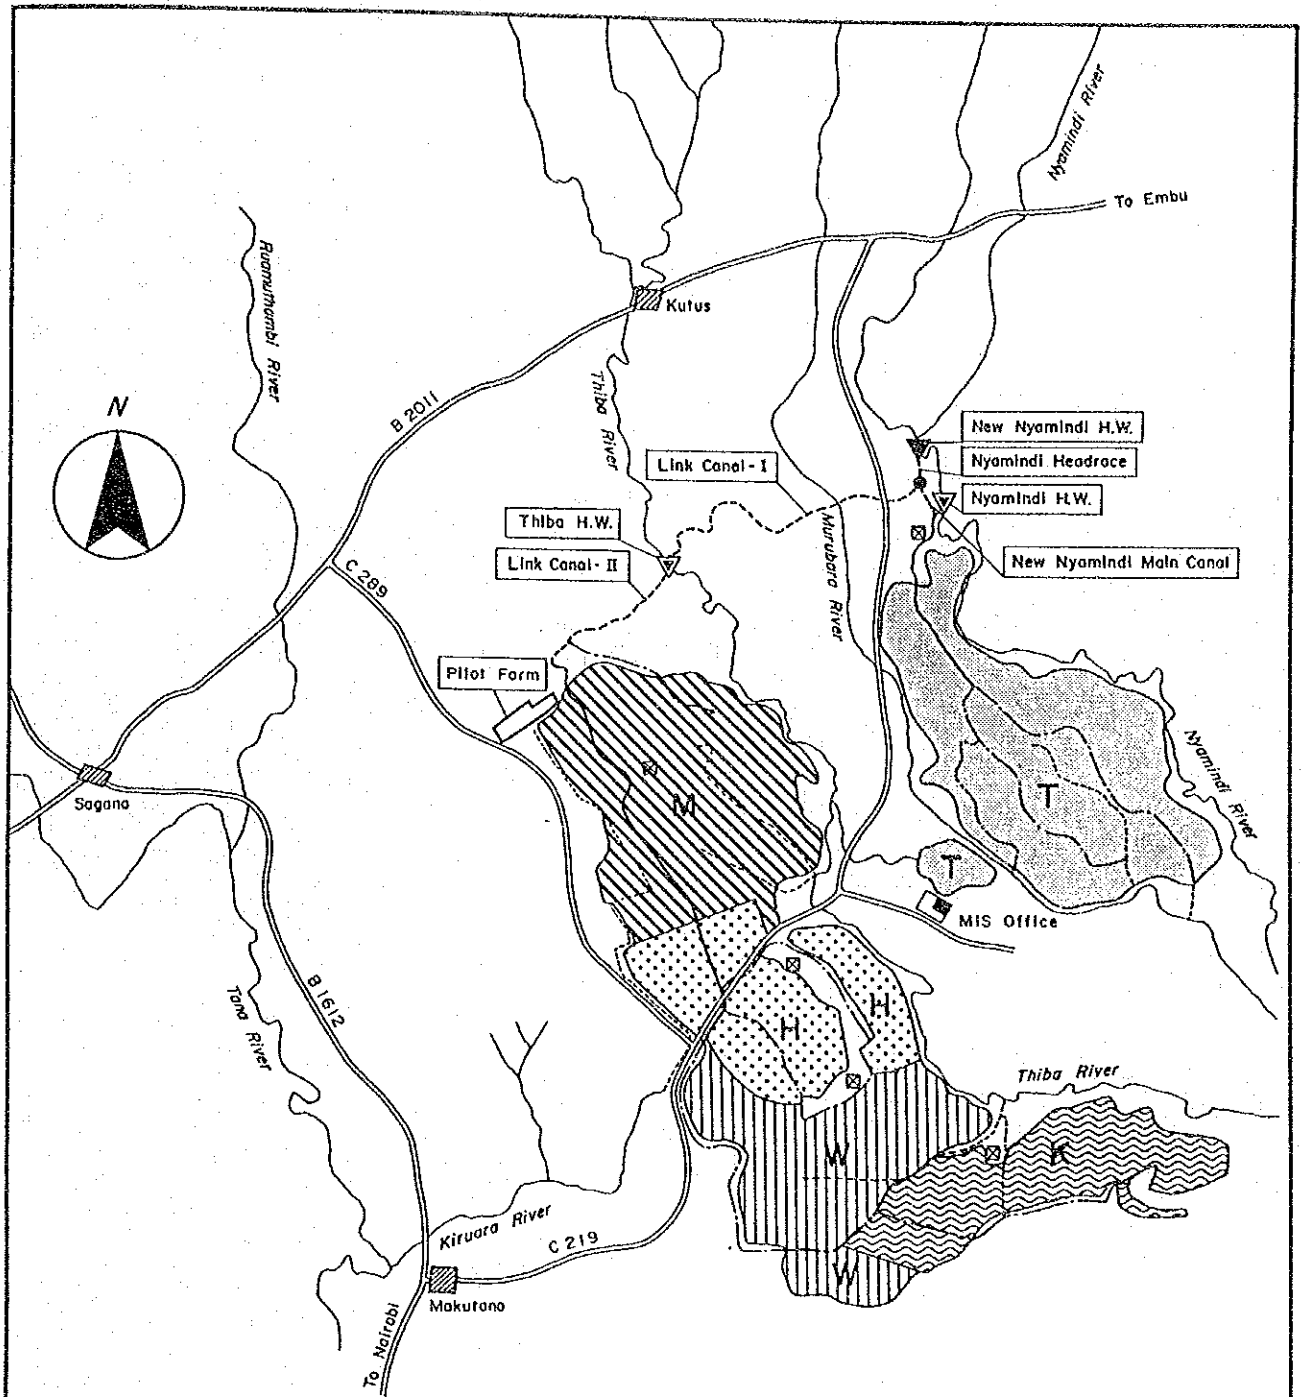 Nyamindi River
To Embu
Ruamuthambi River
Kutus
N
B 2011
Thiba River
New Nyamindi H.W.
Link Canal - I
Nyamindi Headrace
Nyamindi H.W.
Thiba H.W.
Murubara River
C 289
Link Canal - II
New Nyamindi Main Canal
Pilot Farm
Nyamindi River
Sagana
M
T
T
MIS Office
B 1612
Tana River
H
H
Thiba River
W
K
Kiruara River
C 219
W
Makutano
To Nairobi